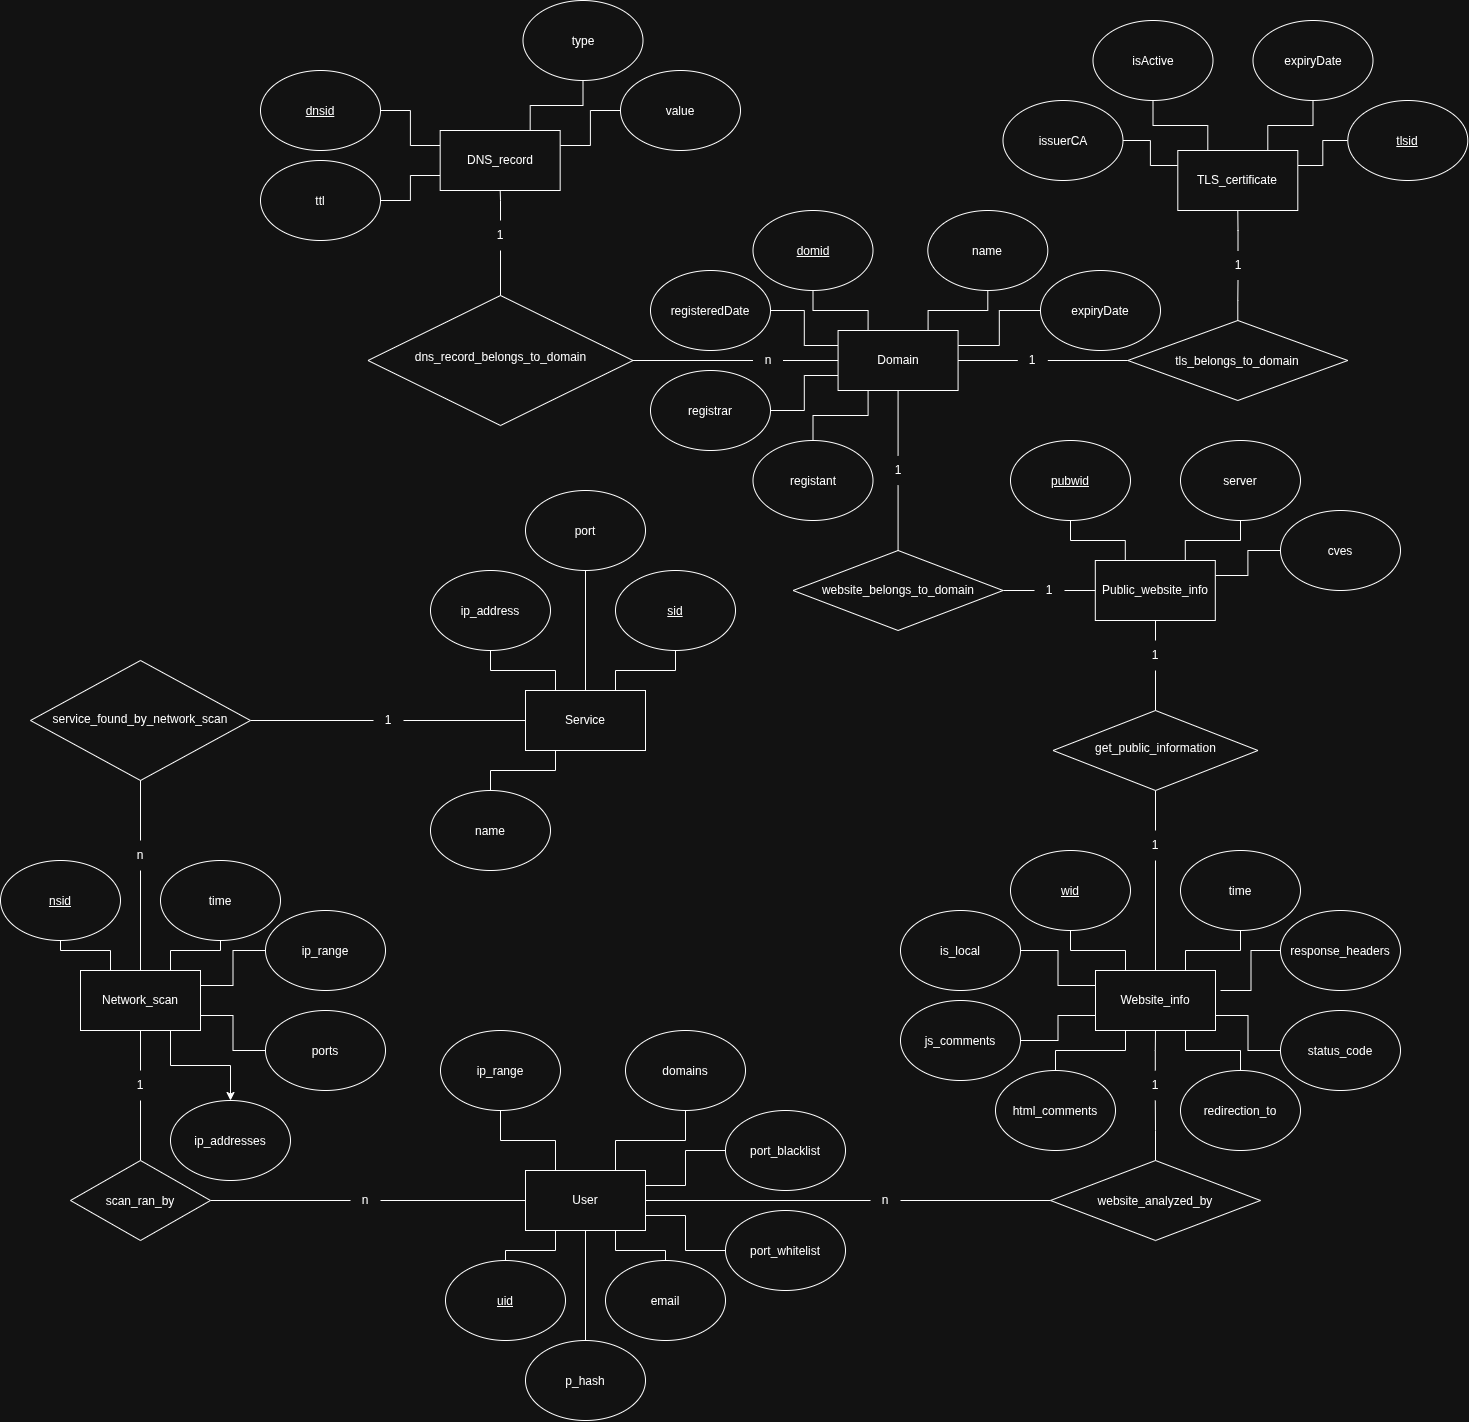 type
isActive
expiryDate
dnsid
value
issuerCA
tlsid
DNS_record
TLS_certificate
ttl
1
domid
name
1
registeredDate
expiryDate
dns_record_belongs_to_domain
n
Domain
1
tls_belongs_to_domain
registrar
1
registant
pubwid
server
port
cves
ip_address
sid
website_belongs_to_domain
1
Public_website_info
1
service_found_by_network_scan
1
Service
get_public_information
name
1
n
nsid
time
wid
time
ip_range
is_local
response_headers
Network_scan
Website_info
ports
js_comments
status_code
1
ip_range
domains
1
html_comments
redirection_to
ip_addresses
port_blacklist
scan_ran_by
n
User
n
website_analyzed_by
port_whitelist
uid
email
p_hash